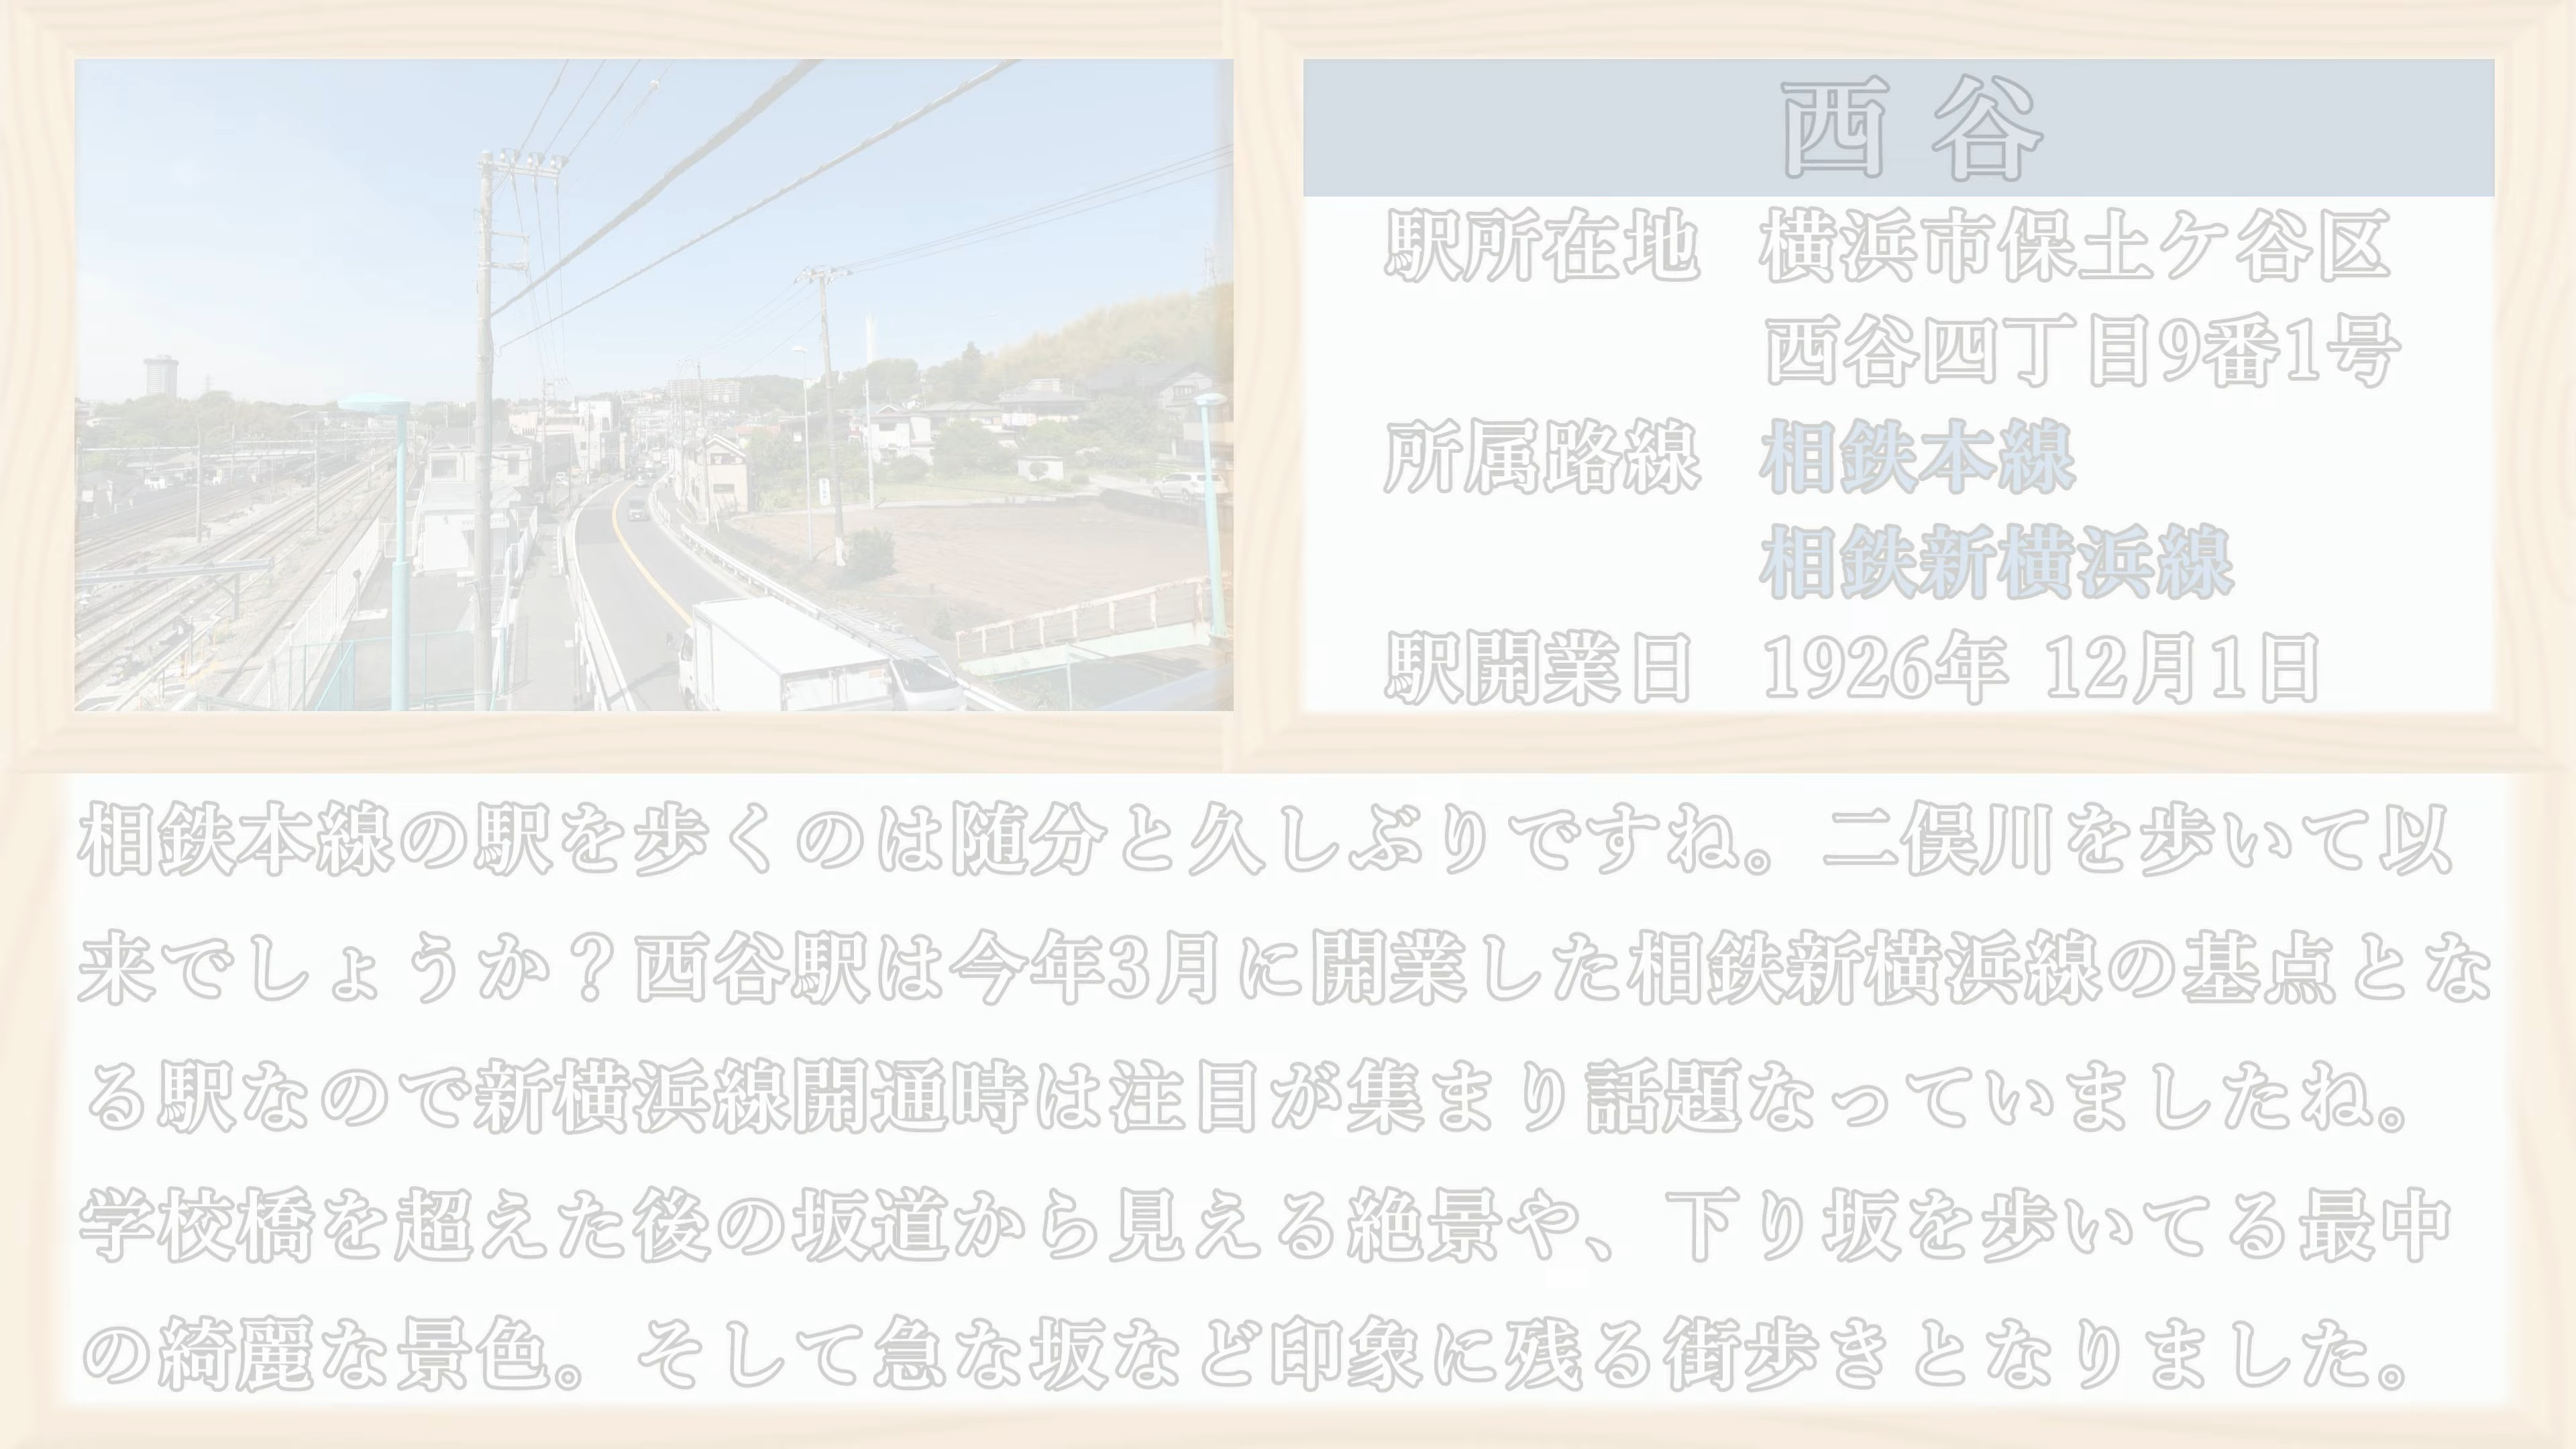 西谷
駅所在地 横浜市保土ケ谷区
西谷四丁目9番1号
所属路線 相鉄本線
相鉄新横浜線
駅開業日 1926年 12月1日
相鉄本線の駅を歩くのは随分と久しぶりですね。二俣川を歩いて以
来でしょうか？西谷駅は今年3月に開業した相鉄新横浜線の基点とな
る駅なので新横浜線開通時は注目が集まり話題なっていましたね。
学校橋を超えた後の坂道から見える絶景や、下り坂を歩いてる最中
の綺麗な景色。そして急な坂など印象に残る街歩きとなりました。